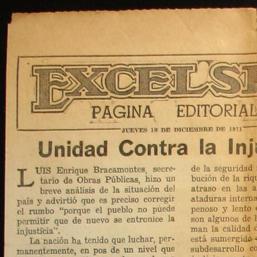 EXCELSI
PAGINA EDITORIAL
JUEVES 19 DE DICIEMBRE DE 1971
Unidad Contra la Inju
LUIS Enrique Bracamontes, secre-
tario de Obras Públicas, hizo un
breve análisis de la situación del
país y advirtió que es preciso corregir
el rumbo "porque el pueblo no puede
permitir que de nuevo se entronice la
injusticia".
La nación ha tenido que luchar, per-
manentemente, en pos de un nivel que
de la seguridad
bución de la riqu
atraso en las a
ataduras interna
penoso y lento d
son algunos de l
man la calidad d
está sumergido
subdesarrollo c